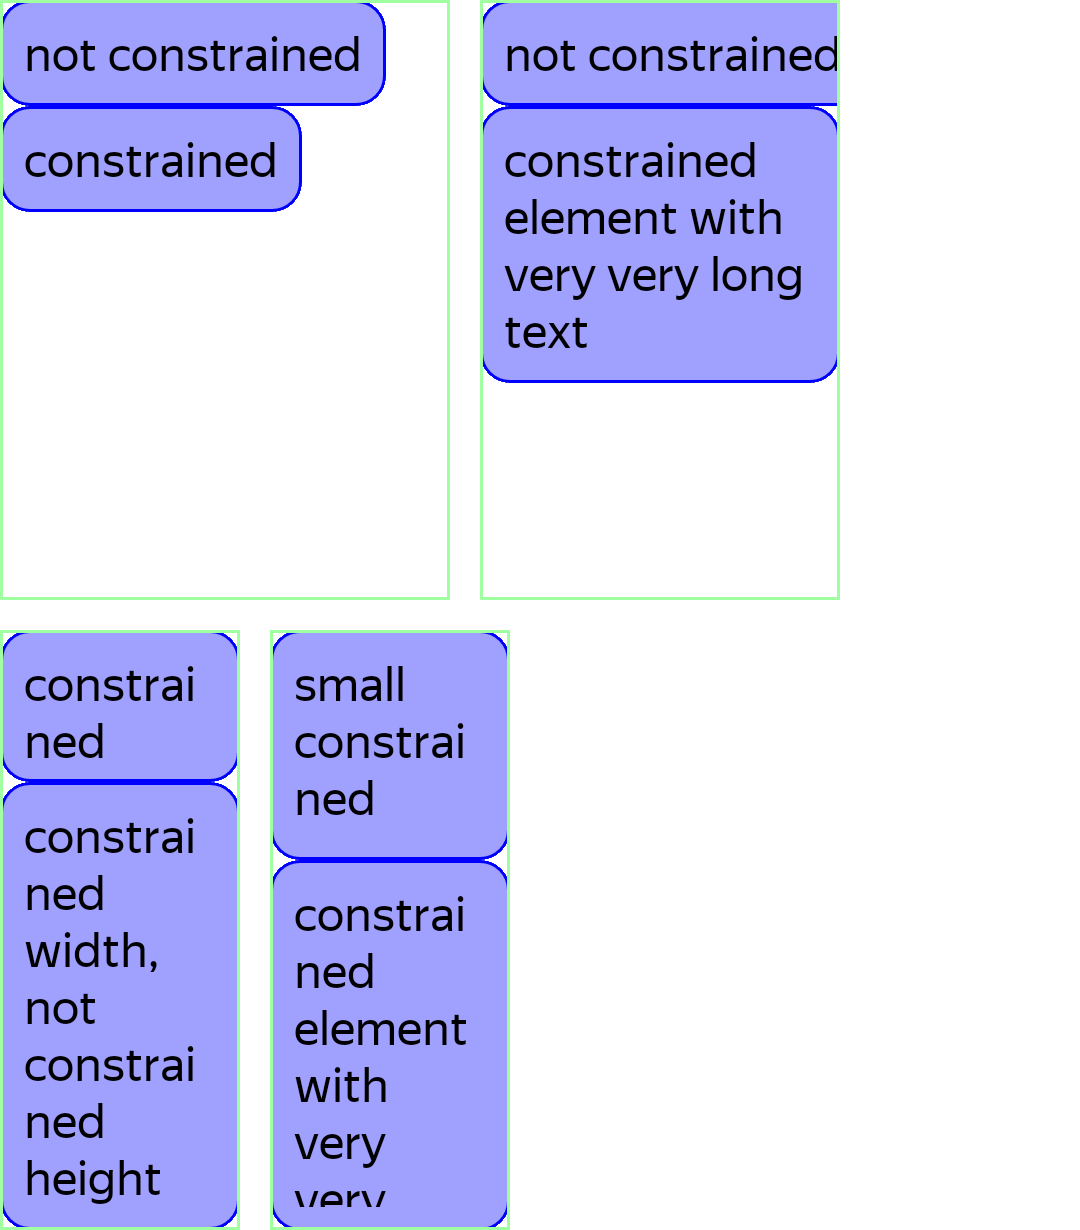 not constrained
constrained
not constrained
constrained
element with
very very long
text
constrai
ned
constrai
ned
width,
not
constrai
ned
height
small
constrai
ned
constrai
ned
element
with
very
very